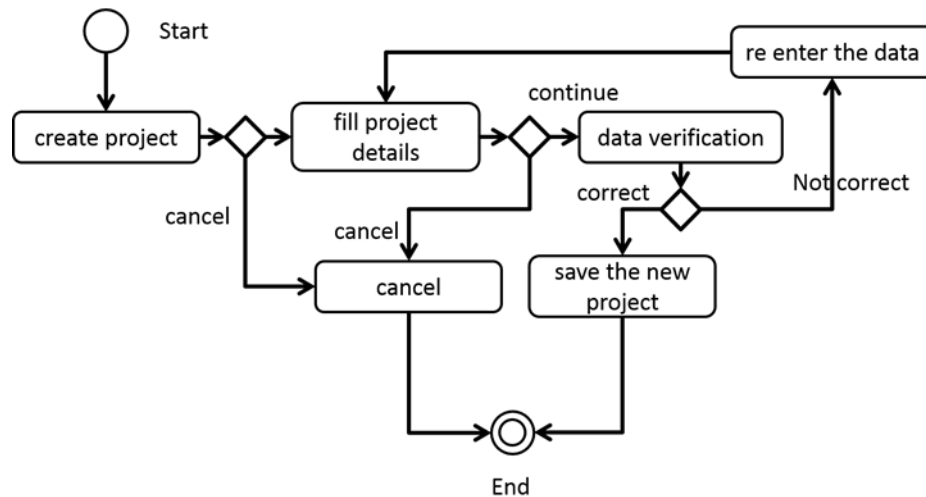 Start
re enter the data
continue
create project
fill project
details
data verification
Not correct
correct
cancel
cancel
cancel
save the new
project
End